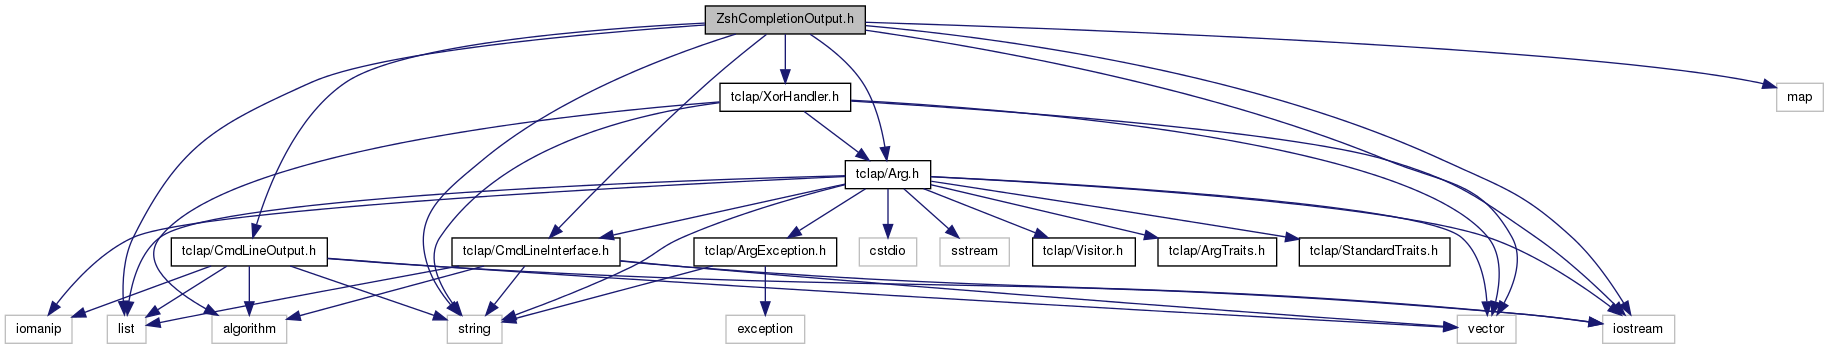 ZshCompletionOutput.h
tclap/XorHandler.h
map
tclap/Arg.h
tclap/CmdLineOutput.h
tclap/CmdLineInterface.h
tclap/ArgException.h
cstdio
sstream
tclap/Visitor.h
tclap/ArgTraits.h
tclap/StandardTraits.h
iomanip
list
algorithm
string
exception
vector
iostream